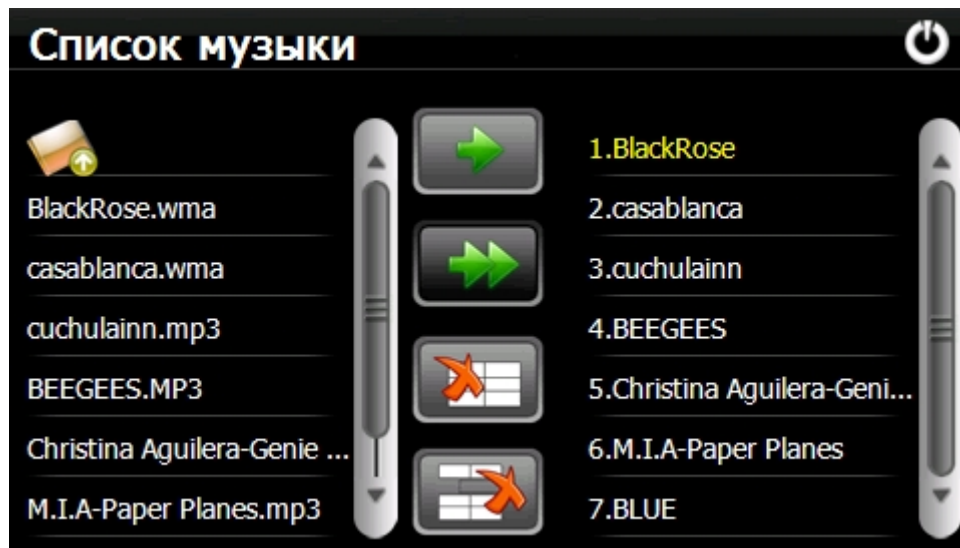 Список музыки
BlackRose.wma
casablanca.wma
cuchulainn.mp3
BEEGEES.MP3
Christina Aguilera-Genie ...
M.I.A-Paper Planes.mp3
1.BlackRose
2.casablanca
3.cuchulainn
4.BEEGEES
5.Christina Aguilera-Geni...
6.M.I.A-Paper Planes
7.BLUE